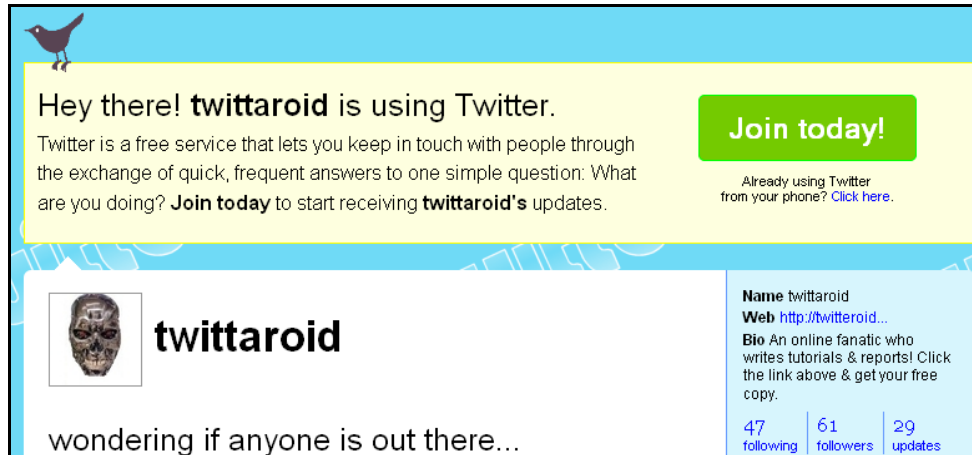 Hey there! twittaroid is using Twitter.
Twitter is a free service that lets you keep in touch with people through
the exchange of quick, frequent answers to one simple question: What
are you doing? Join today to start receiving twittaroid's updates.
Join today!
Already using Twitter
from your phone? Click here.
twittaroid
wondering if anyone is out there...
Name twittaroid
Web http://twitteroid...
Bio An online fanatic who
writes tutorials & reports! Click
the link above & get your free
copy.
47 61 29
following followers updates